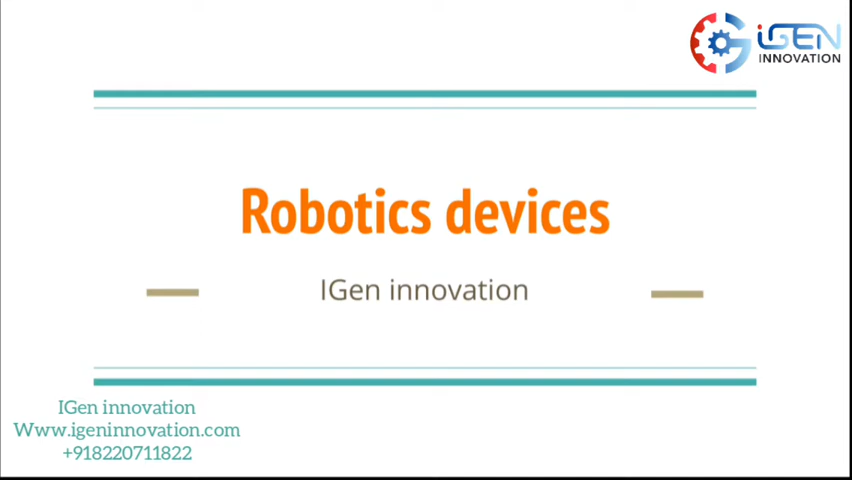 iGEN
INNOVATION
Robotics devices
IGen innovation
IGen innovation
Www.igeninnovation.com
+918220711822